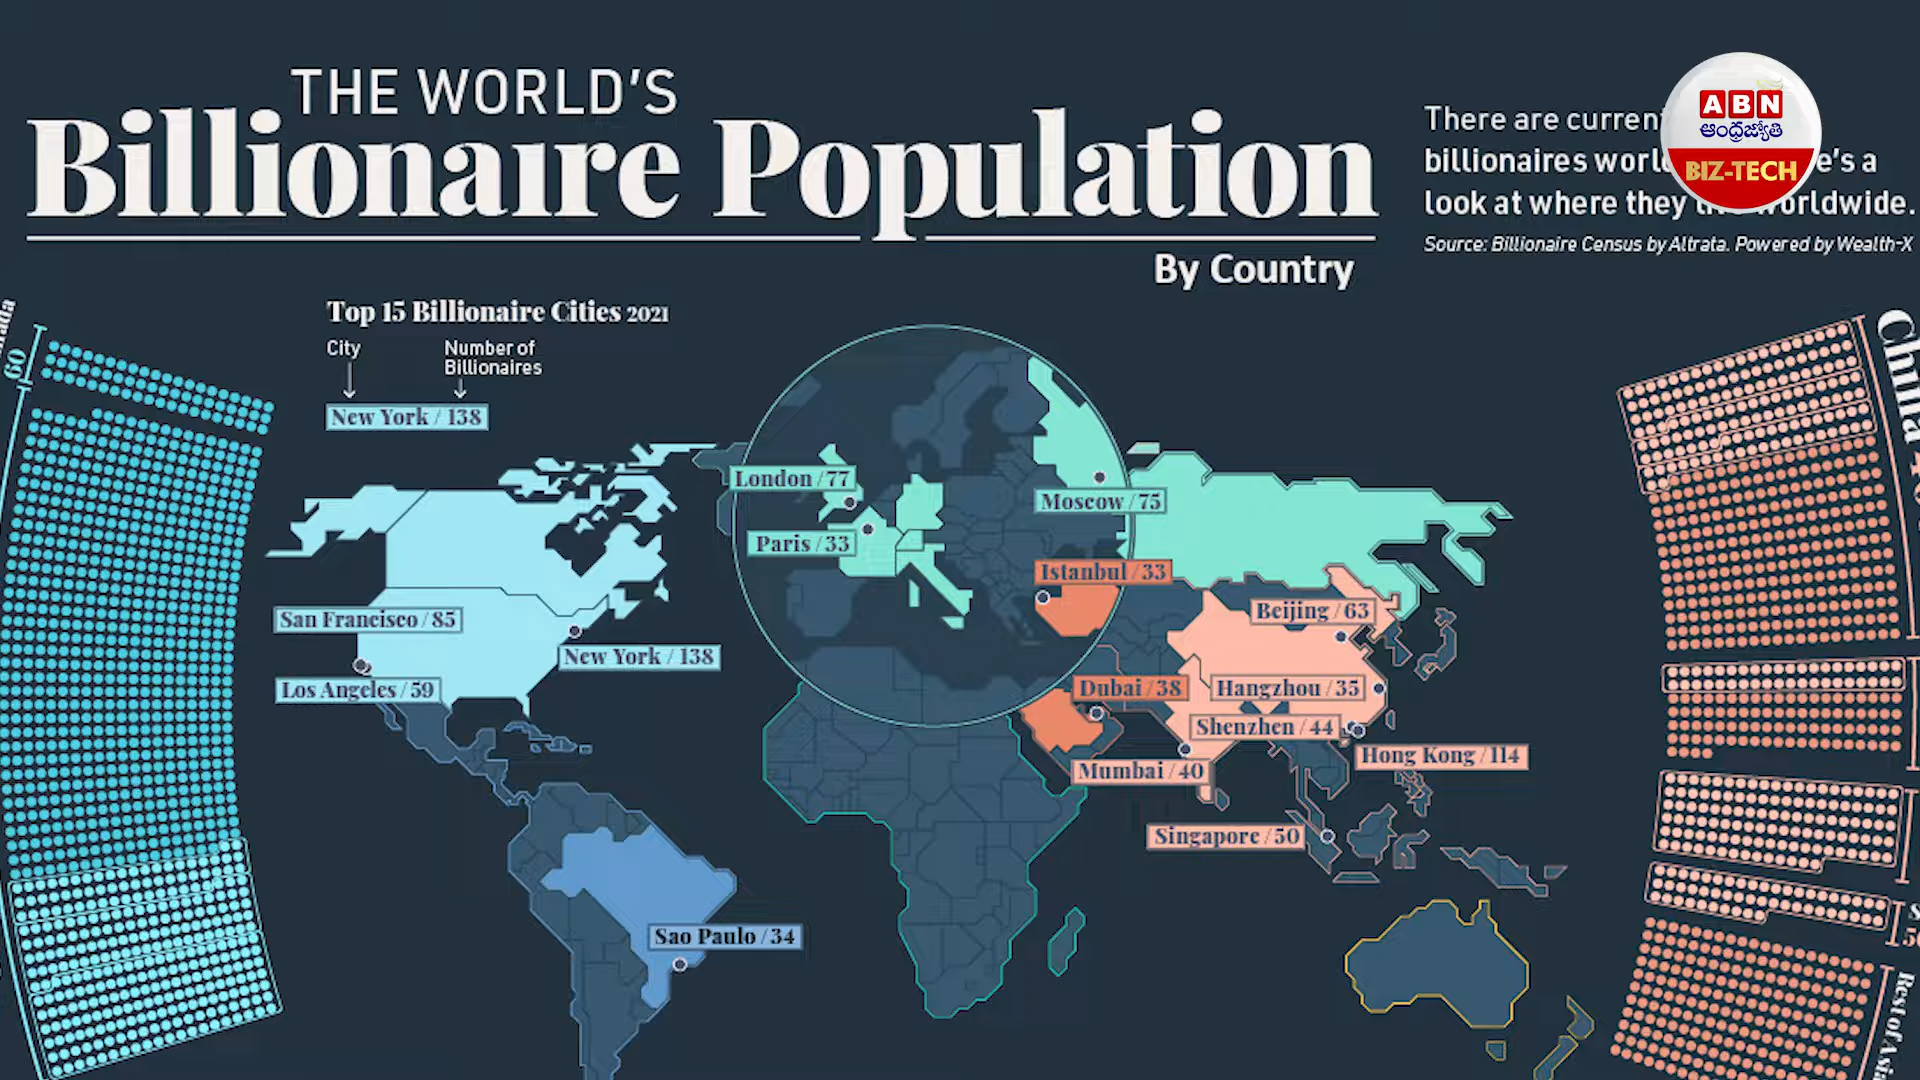 THE WORLD'S
Billionaire Population
By Country
There are curren
billionaires worl e's a
look at where they worldwide.
Source: Billionaire Census by Altrata. Powered by Wealth-X
ABN
ఆంధ్రజ్యోతి
BIZ-TECH
Top 15 Billionaire Cities 2021
City
Number of
Billionaires
New York / 138
London / 77
Moscow / 75
Paris / 33
Istanbul / 33
San Francisco / 85
Beijing / 63
New York / 138
Los Angeles / 59
Dubai / 38
Hangzhou / 35
Shenzhen / 44
Hong Kong / 114
Mumbai / 40
Singapore / 50
Sao Paulo / 34
60
China
Rest of Asia